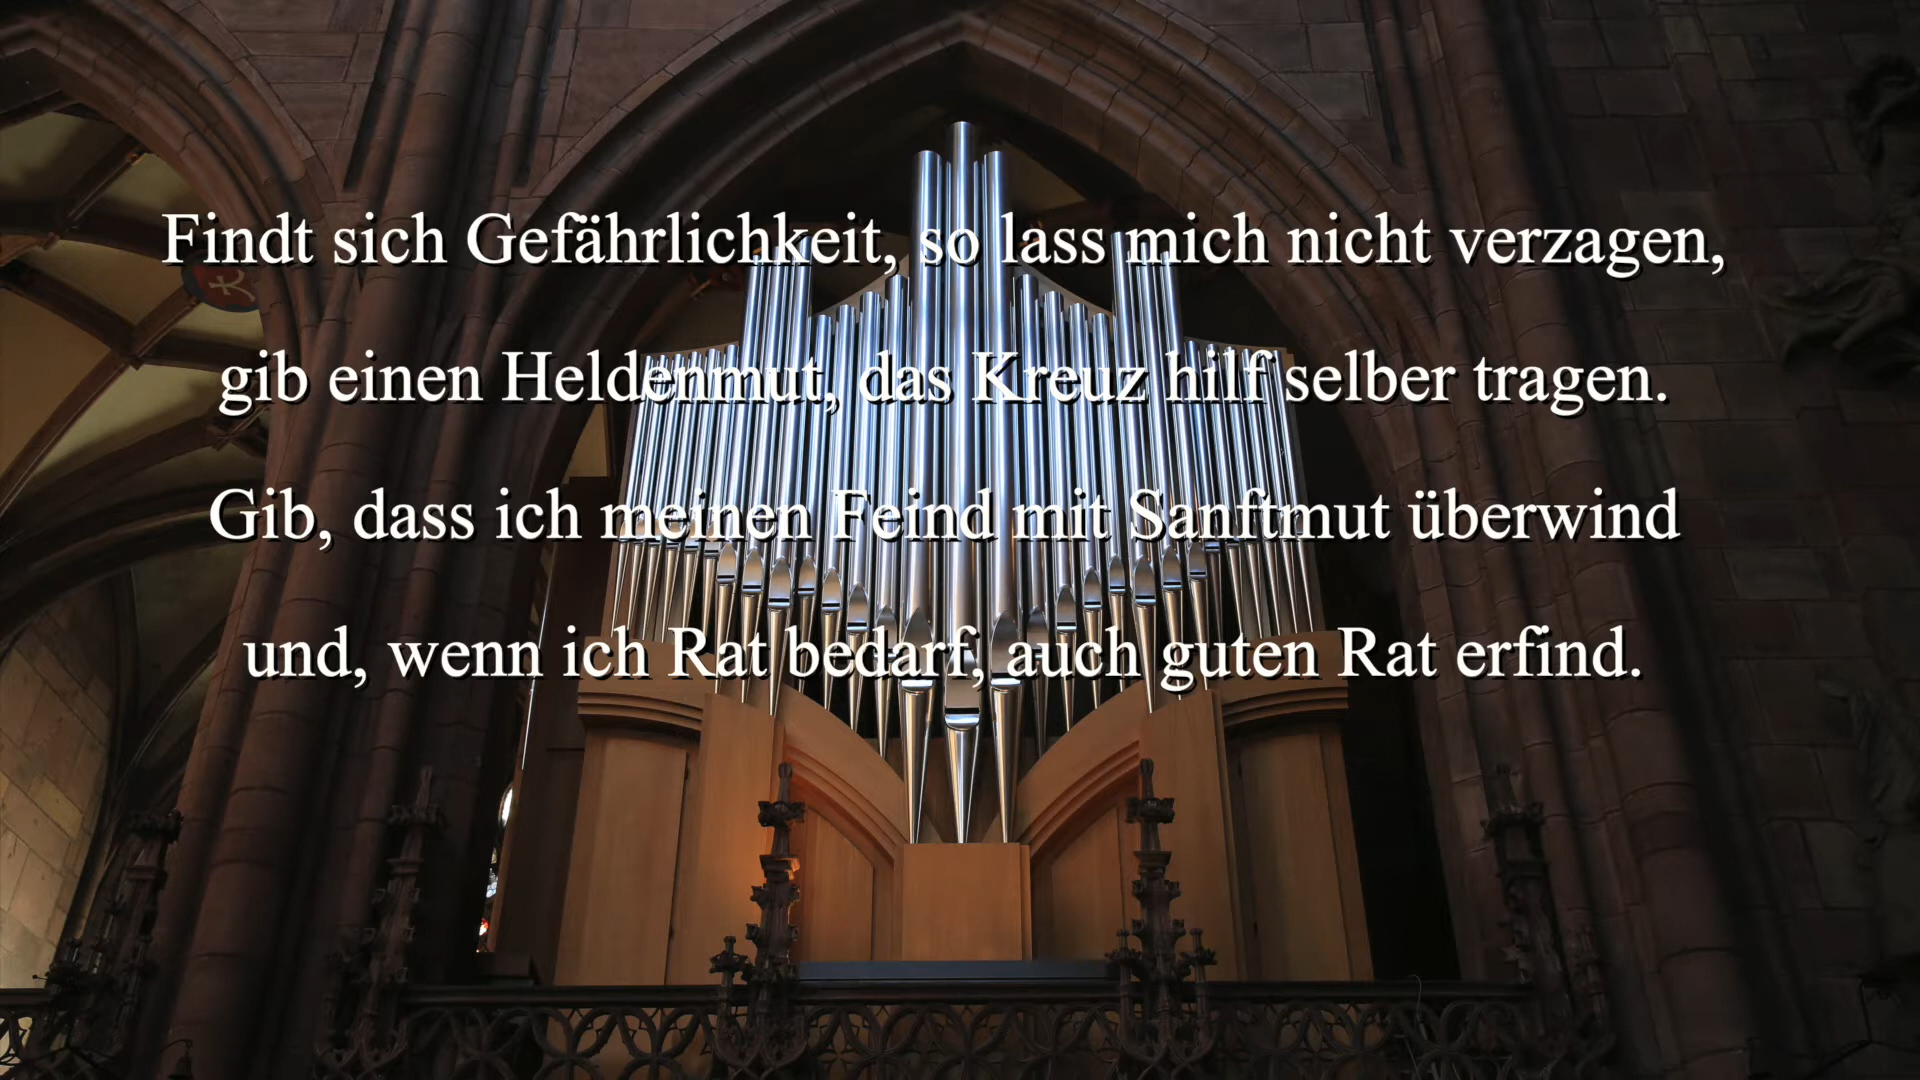 Findt sich Gefährlichkeit, so lass mich nicht verzagen,
gib einen Heldenmut, das Kreuz hilf selber tragen.
Gib, dass ich meinen Feind mit Sanftmut überwind
und, wenn ich Rat bedarf, auch guten Rat erfind.